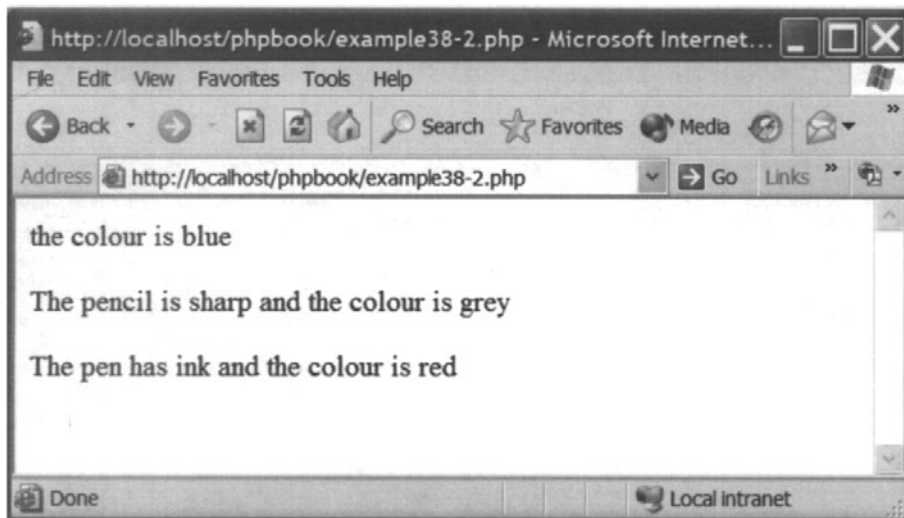 http://localhost/phpbook/example38-2.php - Microsoft Internet...
File Edit View Favorites Tools Help
Back Search Favorites Media »
Address http://localhost/phpbook/example38-2.php Go Links »
the colour is blue
The pencil is sharp and the colour is grey
The pen has ink and the colour is red
Done Local intranet